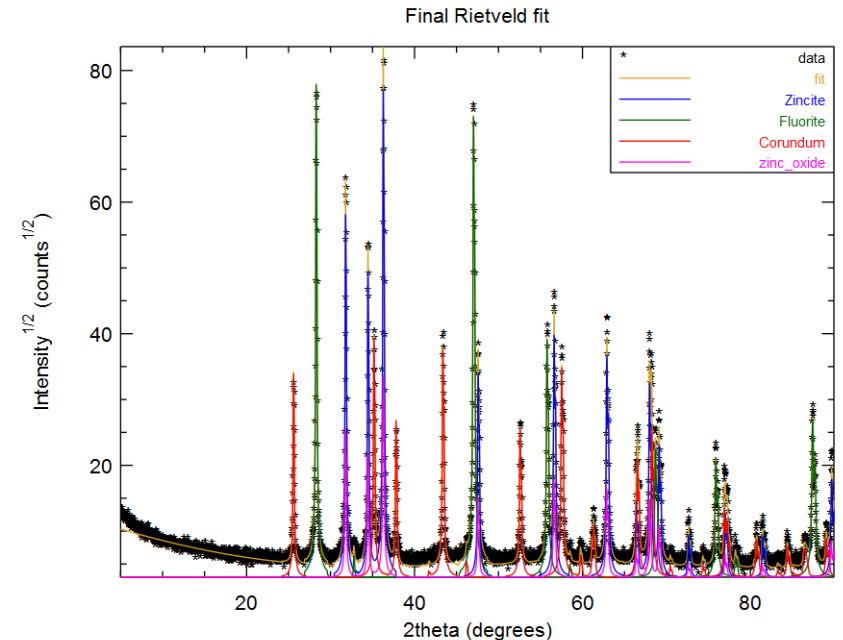 Final Rietveld fit
data
fit
Zincite
Fluorite
Corundum
zinc_oxide
80
60
40
20
Intensity 1/2 (counts 1/2)
20
40
60
80
2theta (degrees)